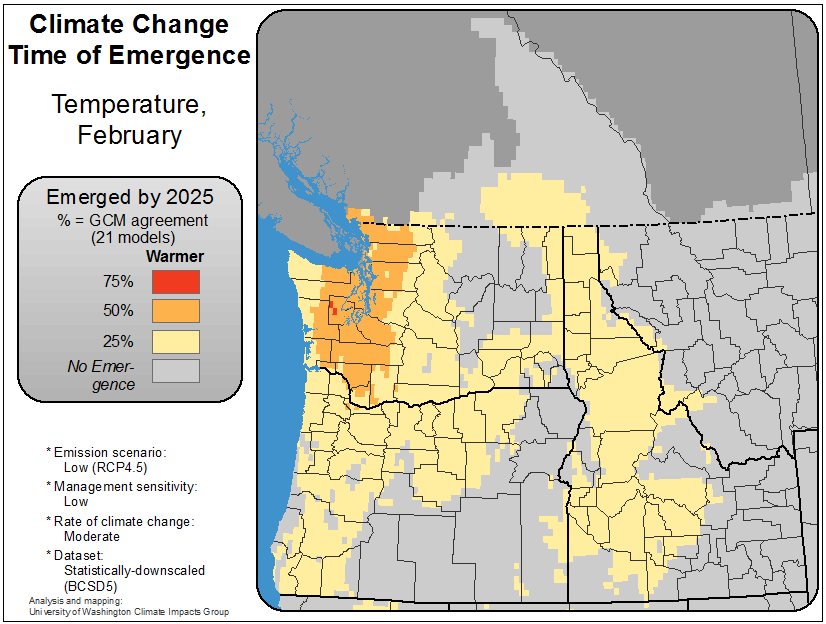 Climate Change
Time of Emergence
Temperature,
February
Emerged by 2025
% = GCM agreement
(21 models)
Warmer
75%
50%
25%
No Emer-
gence
* Emission scenario:
Low (RCP4.5)
* Management sensitivity:
Low
* Rate of climate change:
Moderate
* Dataset:
Statistically-downscaled
(BCSD5)
Analysis and mapping:
University of Washington Climate Impacts Group